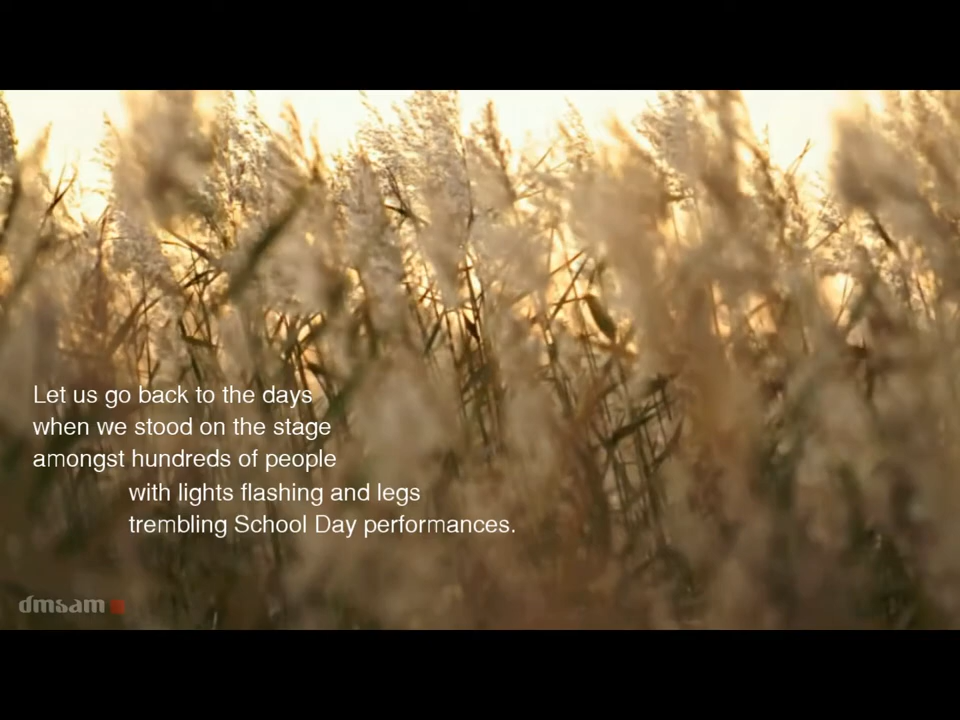 Let us go back to the days
when we stood on the stage
amongst hundreds of people
with lights flashing and legs
trembling School Day performances.
dmsam